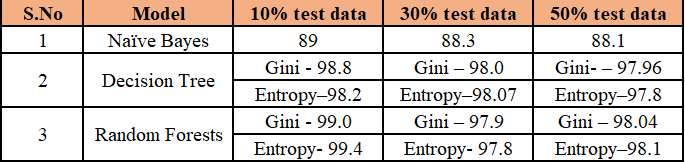 S.No Model 10% test data 30% test data 50% test data
1 Naïve Bayes 89 88.3 88.1
2 Decision Tree Gini - 98.8 Gini – 98.0 Gini- – 97.96
Entropy–98.2 Entropy–98.07 Entropy–97.8
3 Random Forests Gini - 99.0 Gini – 97.9 Gini – 98.04
Entropy- 99.4 Entropy- 97.8 Entropy–98.1